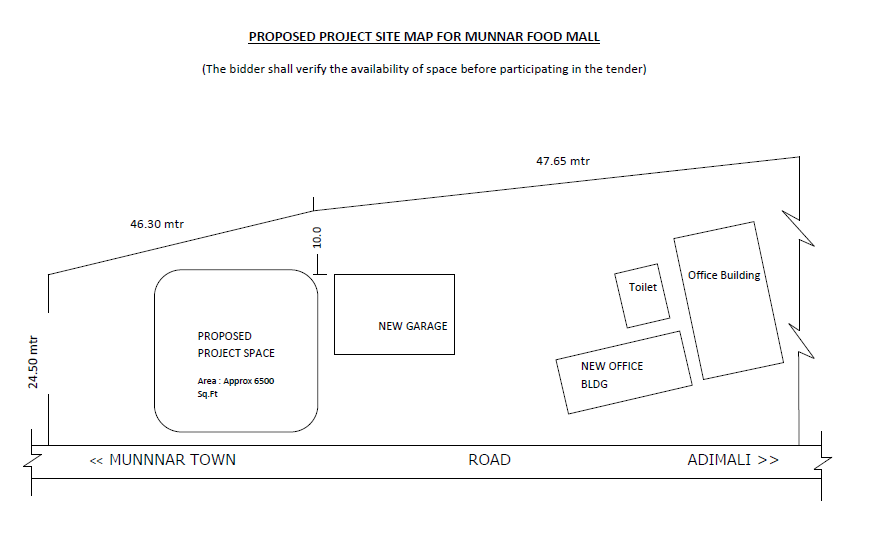 PROPOSED PROJECT SITE MAP FOR MUNNAR FOOD MALL
(The bidder shall verify the availability of space before participating in the tender)
47.65 mtr
46.30 mtr
10.0
Office Building
Toilet
NEW GARAGE
PROPOSED
PROJECT SPACE
Area : Approx 6500
Sq.Ft
24.50 mtr
NEW OFFICE
BLDG
<< MUNNNAR TOWN
ROAD
ADIMALI >>